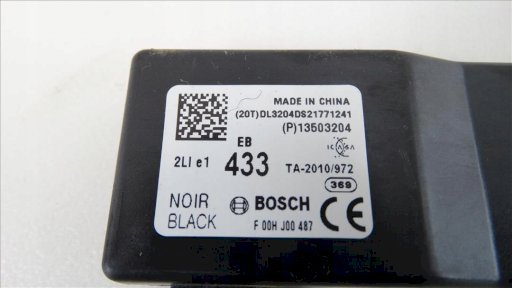 MADE IN CHINA
(20T)DL3204DS21771241
(P)13503204
EB
2LI e1 433
ICASA
TA-2010/972
369
NOIR
BLACK
BOSCH
F 00H J00 487
CE